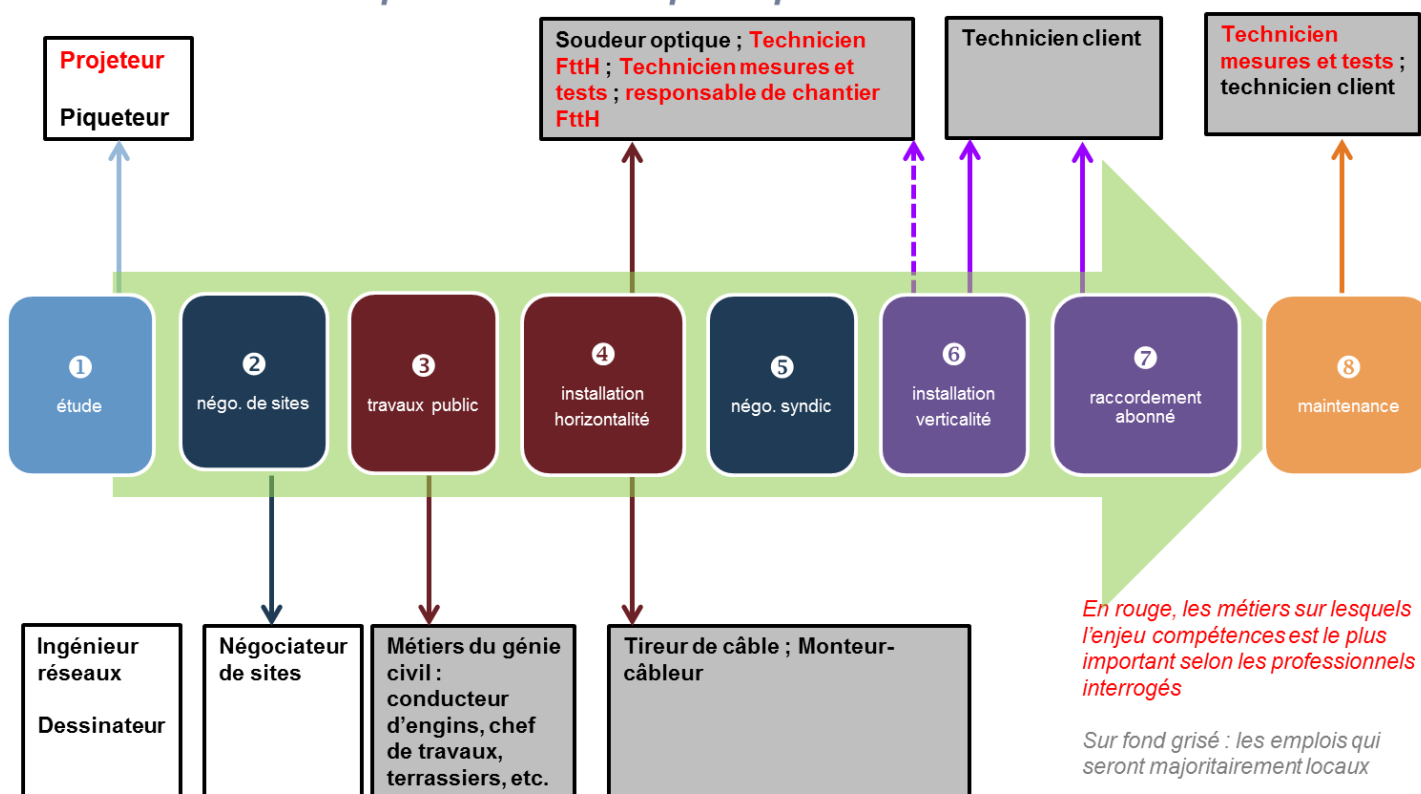 Projeteur
Piqueteur
Soudeur optique ; Technicien
FttH ; Technicien mesures et
tests ; responsable de chantier
FttH
Technicien client
Technicien
mesures et tests ;
technicien client
❶
étude
❷
négo. de sites
❸
travaux public
❹
installation
horizontalité
❺
négo. syndic
❻
installation
verticalité
❼
raccordement
abonné
❽
maintenance
Ingénieur
réseaux
Dessinateur
Négociateur
de sites
Métiers du génie
civil :
conducteur
d'engins, chef
de travaux,
terrassiers, etc.
Tireur de câble ; Monteur-
câbleur
En rouge, les métiers sur lesquels
l'enjeu compétences est le plus
important selon les professionnels
interrogés
Sur fond grisé : les emplois qui
seront majoritairement locaux